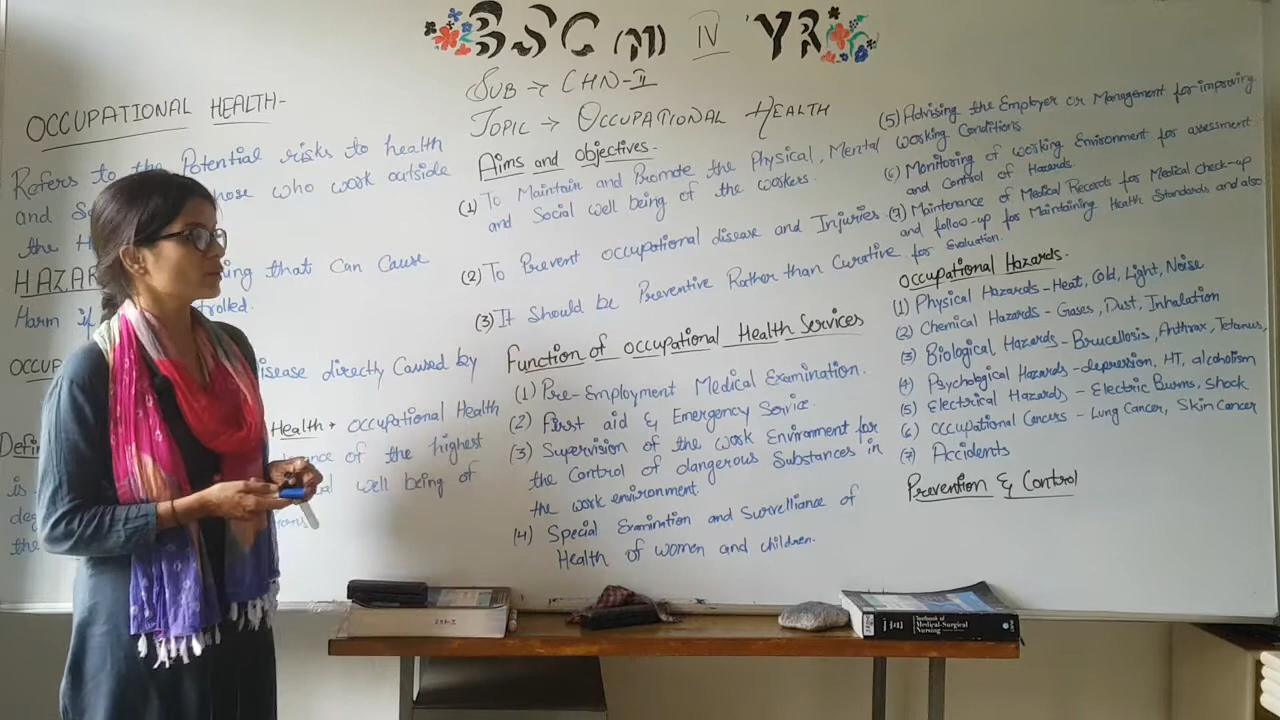 BSC (N) IV YR
SUB → CHN-II
TOPIC → OCCUPATIONAL HEALTH
OCCUPATIONAL HEALTH-
Refers to the Potential risks to health
and who work outside
the
that can Cause
Harm if
Disease directly Caused by
Health → OCCUPATIONAL Health
is of the highest
well being of
the
Aims and objectives.
(1) To Maintain and Promote the Physical, Mental
and Social well being of the workers.
(2) To Prevent occupational disease and Injuries.
(3) It Should be Preventive Rather than Curative
Function of occupational Health Services
(1) Pre-Employment Medical Examination.
(2) First aid & Emergency Service.
(3) Supervision of the work Environment for
the Control of dangerous Substances in
the work environment.
(4) Special Examination and Survelliance of
Health of women and children.
(5) Advising the Employer or Management for improving
working Conditions
(6) Monitoring of working Environment for assessment
and Control of Hazards
(7) Maintenance of Medical Records for Medical check-up
and follow-up for Maintaining Health Standards and also
for Evaluation.
Occupational Hazards.
(1) Physical Hazards - Heat, Cold, Light, Noise
(2) Chemical Hazards - Gases, Dust, Inhalation
(3) Biological Hazards - Brucellosis, Anthrax, Tetanus,
(4) Psychological Hazards - depression, HT, alcoholism
(5) Electrical Hazards - Electric Burns, Shock
(6) Occupational Cancers - Lung Cancer, Skin Cancer
(7) Accidents
Prevention & Control
Textbook of
Medical-Surgical
Nursing